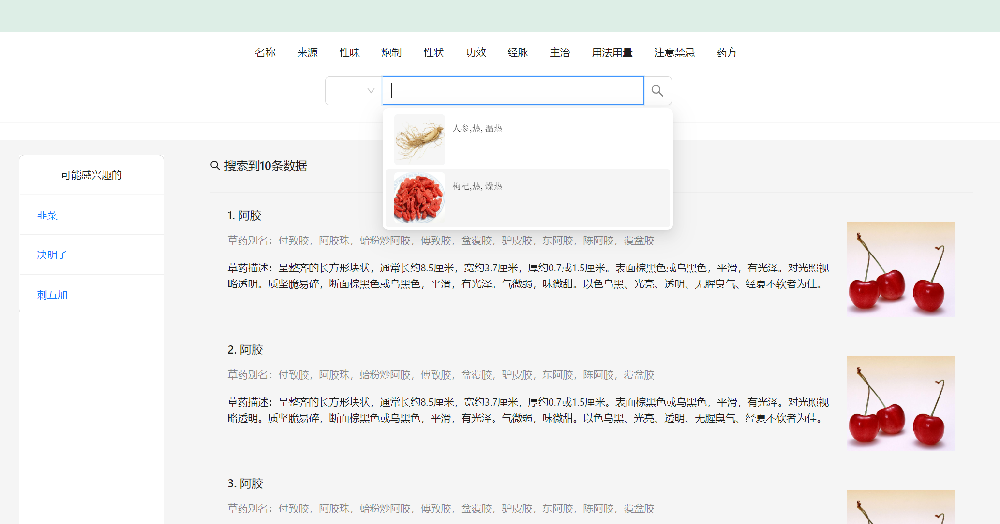 名称 来源 性味 炮制 性状 功效 经脉 主治 用法用量 注意禁忌 药方
人参,热, 温热
枸杞,热, 燥热
可能感兴趣的
韭菜
决明子
刺五加
搜索到10条数据
1. 阿胶
草药别名：付致胶，阿胶珠，蛤粉炒阿胶，傅致胶，盆覆胶，驴皮胶，东阿胶，陈阿胶，覆盆胶
草药描述：呈整齐的长方形块状，通常长约8.5厘米，宽约3.7厘米，厚约0.7或1.5厘米。表面棕黑色或乌黑色，平滑，有光泽。对光照视
略透明。质坚脆易碎，断面棕黑色或乌黑色，平滑，有光泽。气微弱，味微甜。以色乌黑、光亮、透明、无腥臭气、经夏不软者为佳。
2. 阿胶
草药别名：付致胶，阿胶珠，蛤粉炒阿胶，傅致胶，盆覆胶，驴皮胶，东阿胶，陈阿胶，覆盆胶
草药描述：呈整齐的长方形块状，通常长约8.5厘米，宽约3.7厘米，厚约0.7或1.5厘米。表面棕黑色或乌黑色，平滑，有光泽。对光照视
略透明。质坚脆易碎，断面棕黑色或乌黑色，平滑，有光泽。气微弱，味微甜。以色乌黑、光亮、透明、无腥臭气、经夏不软者为佳。
3. 阿胶
草药别名：付致胶，阿胶珠，蛤粉炒阿胶，傅致胶，盆覆胶，驴皮胶，东阿胶，陈阿胶，覆盆胶